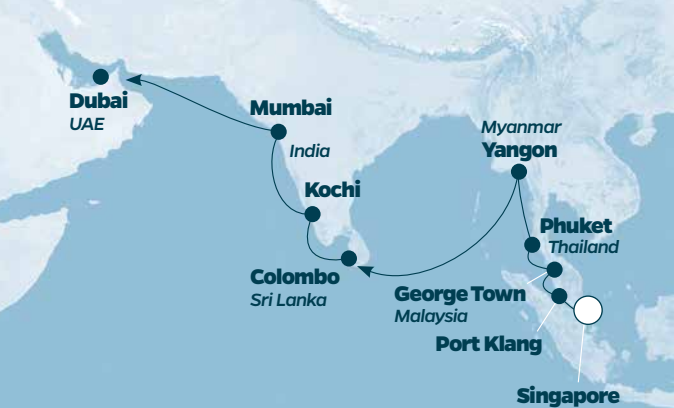 Dubai
UAE
Mumbai
India
Kochi
Colombo
Sri Lanka
Myanmar
Yangon
Phuket
Thailand
George Town
Malaysia
Port Klang
Singapore